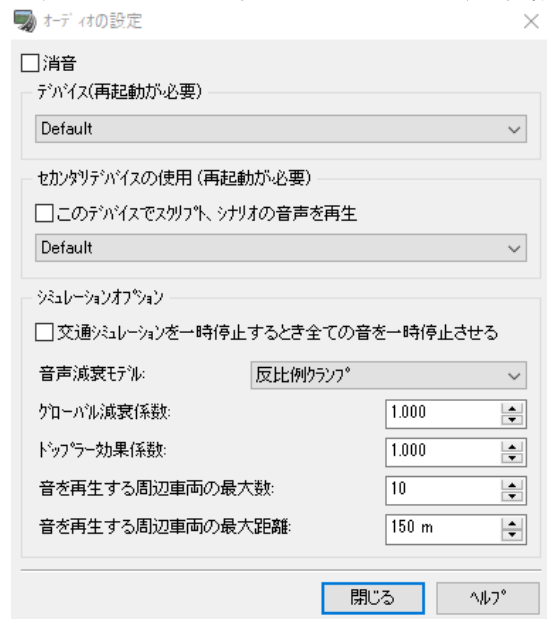 オーディオの設定
消音
デバイス(再起動が必要)
Default
セカンダリデバイスの使用 (再起動が必要)
このデバイスでスクリプト、シナリオの音声を再生
Default
シミュレーションオプション
交通シミュレーションを一時停止するとき全ての音を一時停止させる
音声減衰モデル: 反比例クランプ
グローバル減衰係数: 1.000
ドップラー効果係数: 1.000
音を再生する周辺車両の最大数: 10
音を再生する周辺車両の最大距離: 150 m
閉じる ヘルプ